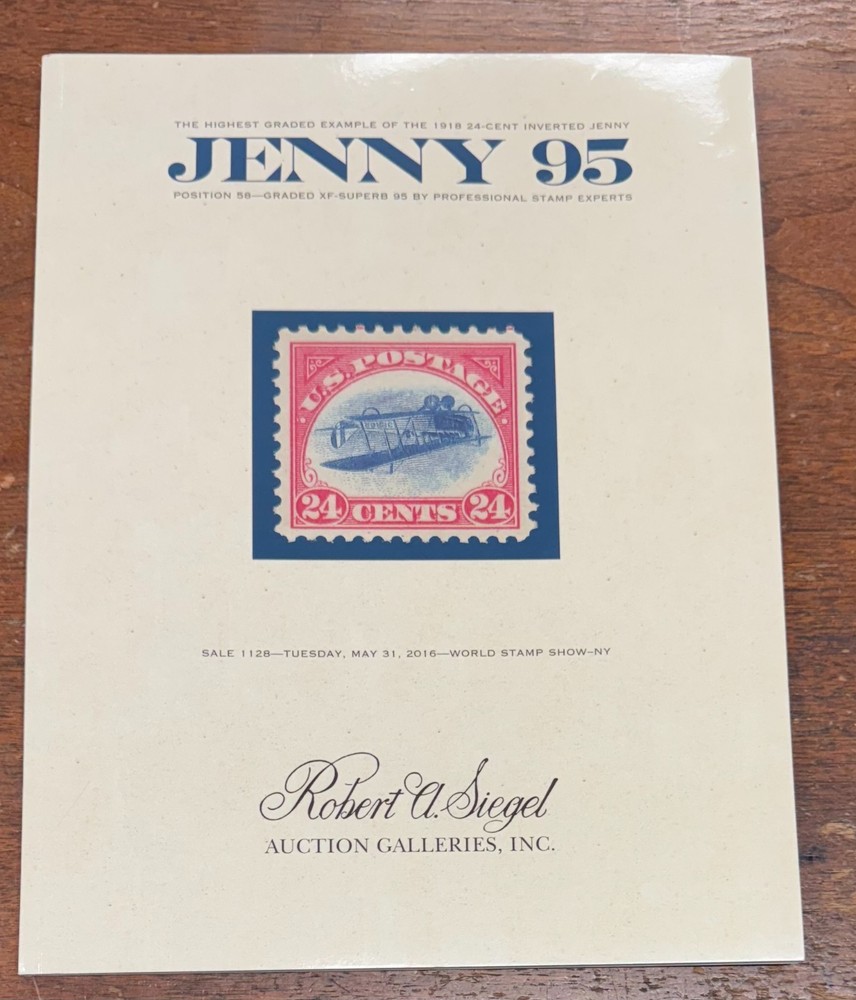 THE HIGHEST GRADED EXAMPLE OF THE 1918 24-CENT INVERTED JENNY
JENNY 95
POSITION 58—GRADED XF-SUPERB 95 BY PROFESSIONAL STAMP EXPERTS
U.S. POSTAGE
24 CENTS 24
SALE 1128—TUESDAY, MAY 31, 2016—WORLD STAMP SHOW–NY
Robert A. Siegel
AUCTION GALLERIES, INC.